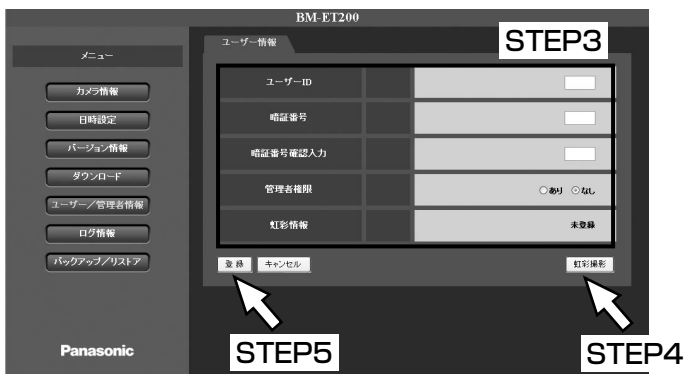 BM-ET200
メニュー
カメラ情報
日時設定
バージョン情報
ダウンロード
ユーザー/管理者情報
ログ情報
バックアップ/リストア
Panasonic
ユーザー情報
STEP3
ユーザーID
暗証番号
暗証番号確認入力
管理者権限
あり なし
虹彩情報
未登録
登録 キャンセル
虹彩撮影
STEP5
STEP4